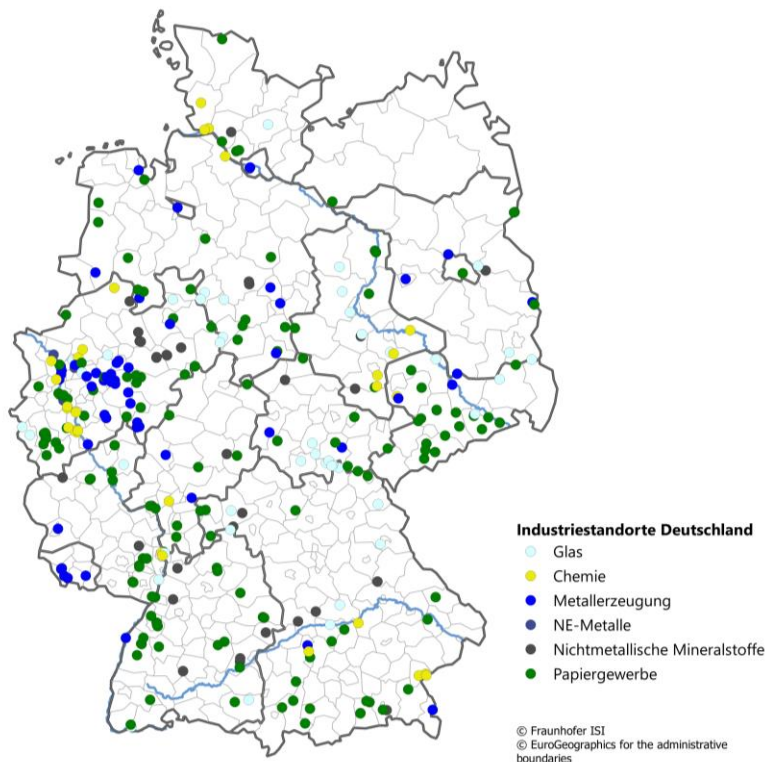 Industriestandorte Deutschland
Glas
Chemie
Metallerzeugung
NE-Metalle
Nichtmetallische Mineralstoffe
Papiergewerbe
© Fraunhofer ISI
© EuroGeographics for the administrative
boundaries